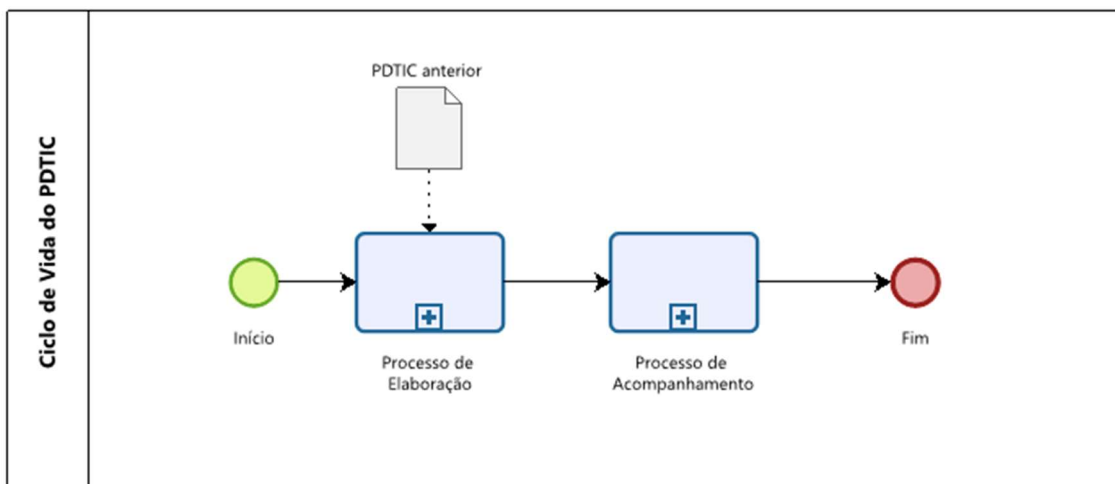 Ciclo de Vida do PDTIC
PDTIC anterior
Início
Processo de
Elaboração
Processo de
Acompanhamento
Fim